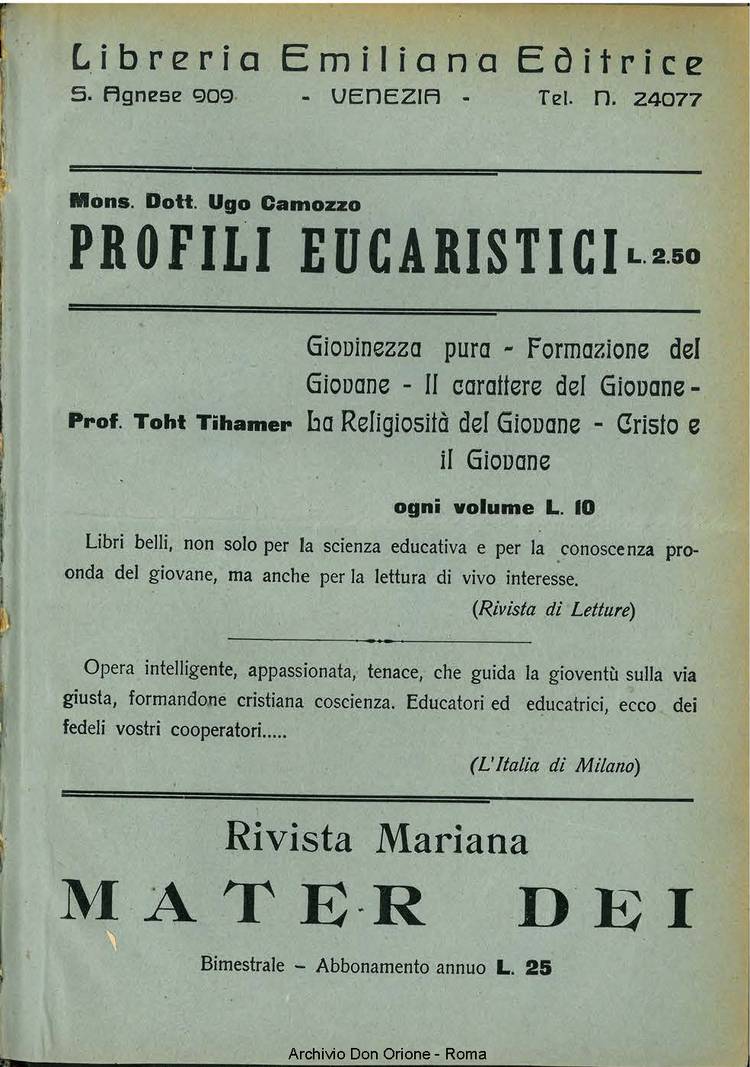 Libreria Emiliana Editrice
S. Agnese 909 - VENEZIA - Tel. n. 24077
Mons. Dott. Ugo Camozzo
PROFILI EUCARISTICI L. 2.50
Giovinezza pura - Formazione del
Giovane - Il carattere del Giovane -
Prof. Toht Tihamer La Religiosità del Giovane - Cristo e
il Giovane
ogni volume L. 10
Libri belli, non solo per la scienza educativa e per la conoscenza pro-
onda del giovane, ma anche per la lettura di vivo interesse.
(Rivista di Letture)
Opera intelligente, appassionata, tenace, che guida la gioventù sulla via
giusta, formandone cristiana coscienza. Educatori ed educatrici, ecco dei
fedeli vostri cooperatori.....
(L'Italia di Milano)
Rivista Mariana
MATER DEI
Bimestrale - Abbonamento annuo L. 25
Archivio Don Orione - Roma